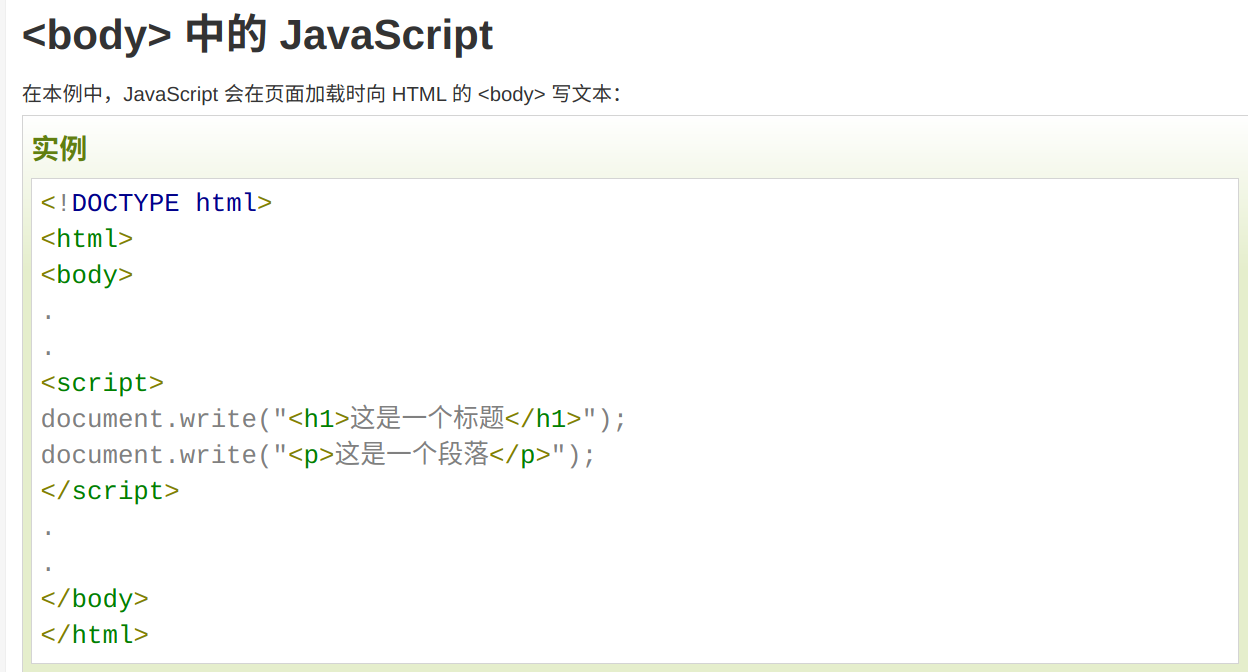 <body> 中的 JavaScript
在本例中，JavaScript 会在页面加载时向 HTML 的 <body> 写文本：
实例
<!DOCTYPE html>
<html>
<body>
.
.
<script>
document.write("<h1>这是一个标题</h1>");
document.write("<p>这是一个段落</p>");
</script>
.
.
</body>
</html>